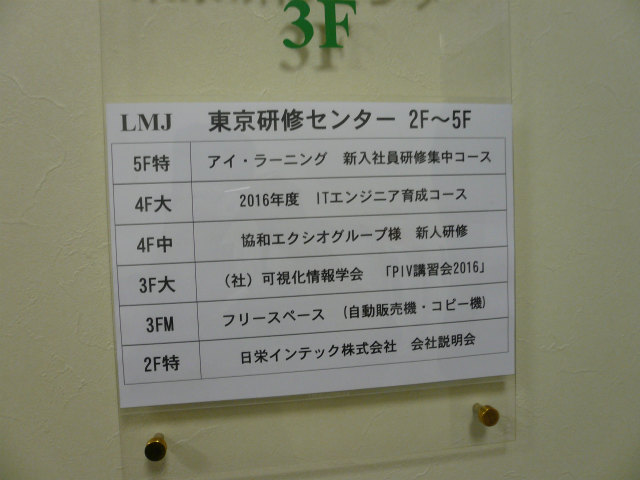 3F
LMJ 東京研修センター 2F～5F
5F特 アイ・ラーニング 新入社員研修集中コース
4F大 2016年度 ITエンジニア育成コース
4F中 協和エクシオグループ様 新人研修
3F大 （社）可視化情報学会 「PIV講習会2016」
3FM フリースペース （自動販売機・コピー機）
2F特 日栄インテック株式会社 会社説明会